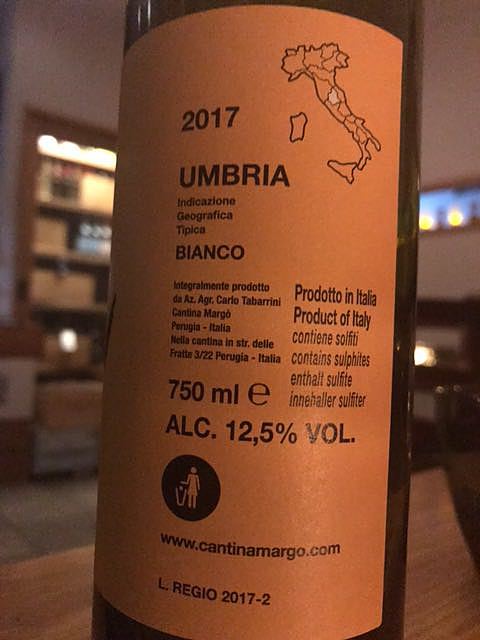 2017
UMBRIA
Indicazione
Geografica
Tipica
BIANCO
Integralmente prodotto
da Az. Agr. Carlo Tabarrini
Cantina Margò
Perugia - Italia
Nella cantina in str. delle
Fratte 3/22 Perugia - Italia
Prodotto in Italia
Product of Italy
contiene solfiti
contains sulphites
enthalt sulfite
innehaller sulfiter
750 ml e
ALC. 12,5% VOL.
www.cantinamargo.com
L. REGIO 2017-2